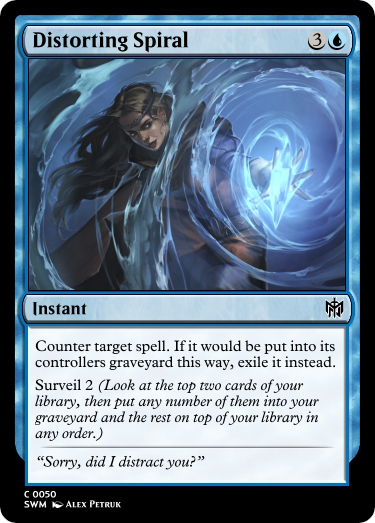 Distorting Spiral 3
Instant
Counter target spell. If it would be put into its
controllers graveyard this way, exile it instead.
Surveil 2 (Look at the top two cards of your
library, then put any number of them into your
graveyard and the rest on top of your library in
any order.)
“Sorry, did I distract you?”
C 0050
SWM Alex Petruk